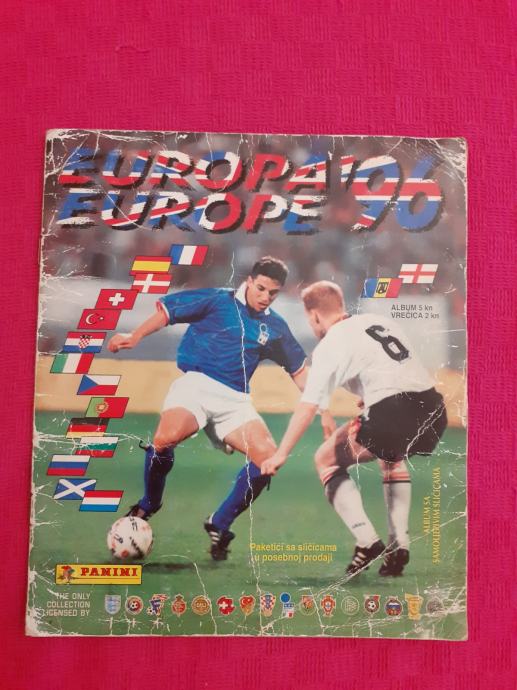 EUROPA '96
EUROPE '96
ALBUM 5 kn
VREĆICA 2 kn
6
ALBUM SA
SAMOLJEPIVIM SLIČICAMA
Paketići sa sličicama
u posebnoj prodaji
PANINI
THE ONLY
COLLECTION
LICENSED BY